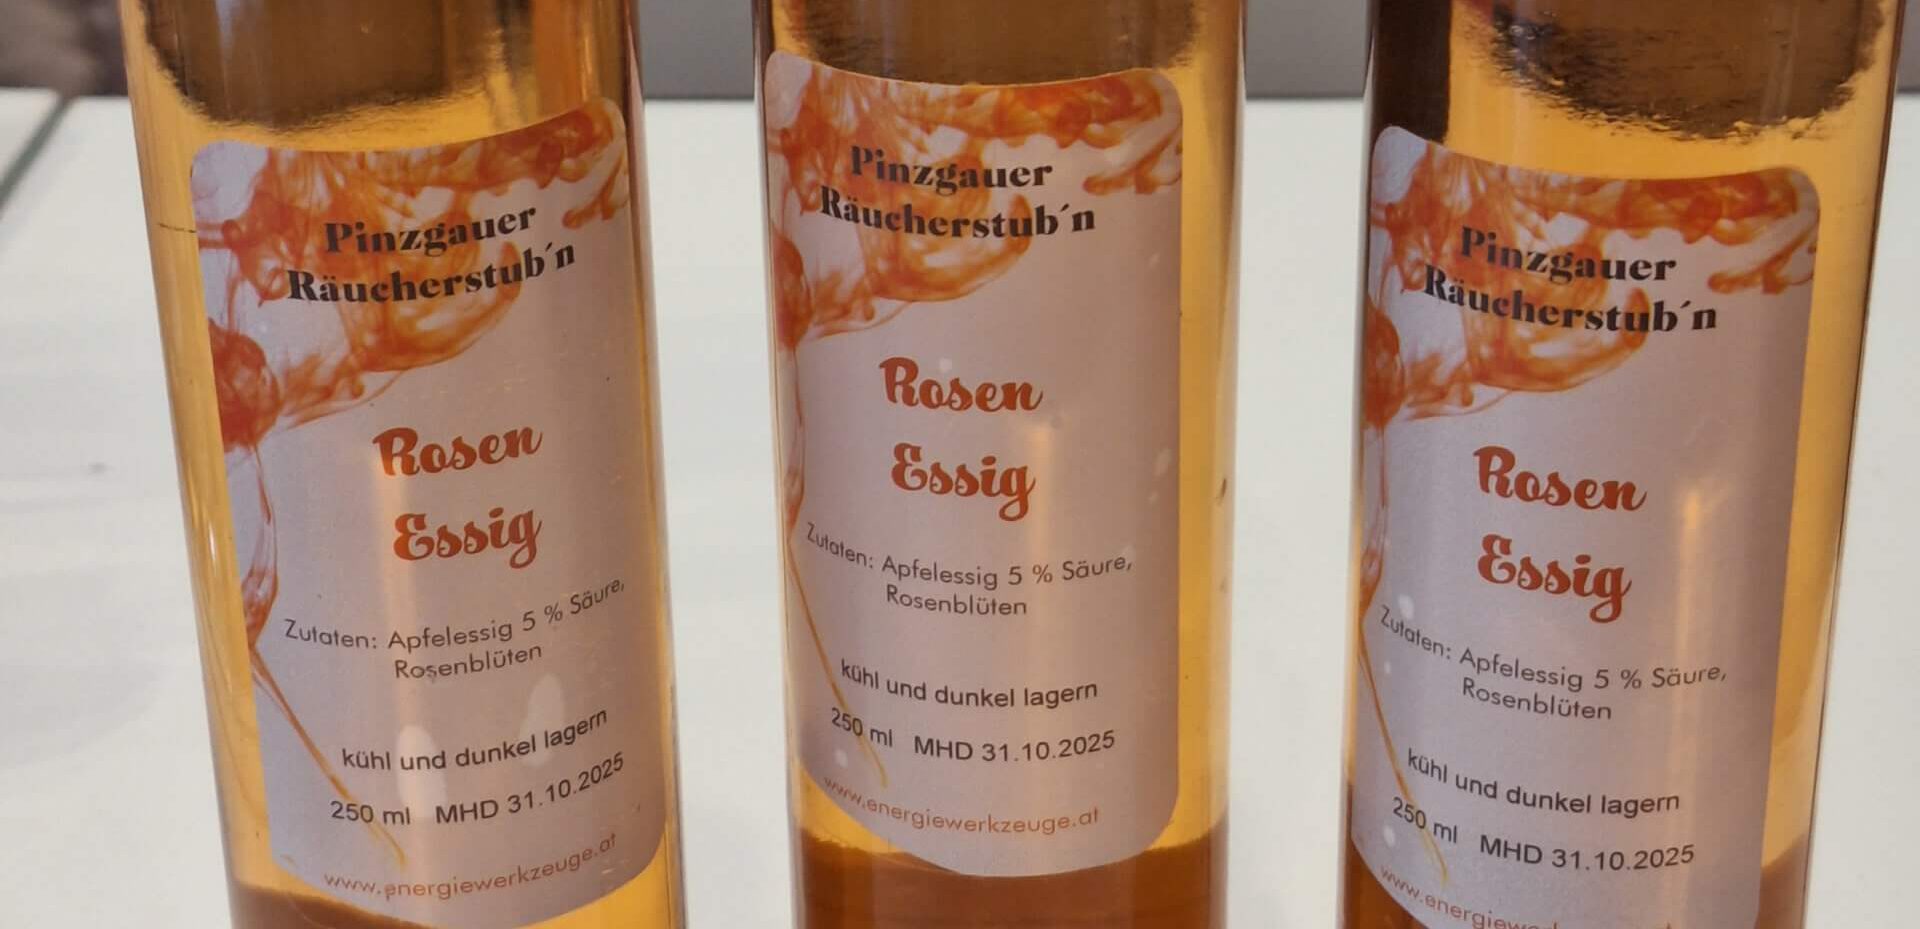 Pinzgauer
Räucherstub´n
Rosen
Essig
Zutaten: Apfelessig 5 % Säure,
Rosenblüten
kühl und dunkel lagern
250 ml MHD 31.10.2025
www.energiewerkzeuge.at
Pinzgauer
Räucherstub´n
Rosen
Essig
Zutaten: Apfelessig 5 % Säure,
Rosenblüten
kühl und dunkel lagern
250 ml MHD 31.10.2025
www.energiewerkzeuge.at
Pinzgauer
Räucherstub´n
Rosen
Essig
Zutaten: Apfelessig 5 % Säure,
Rosenblüten
kühl und dunkel lagern
250 ml MHD 31.10.2025